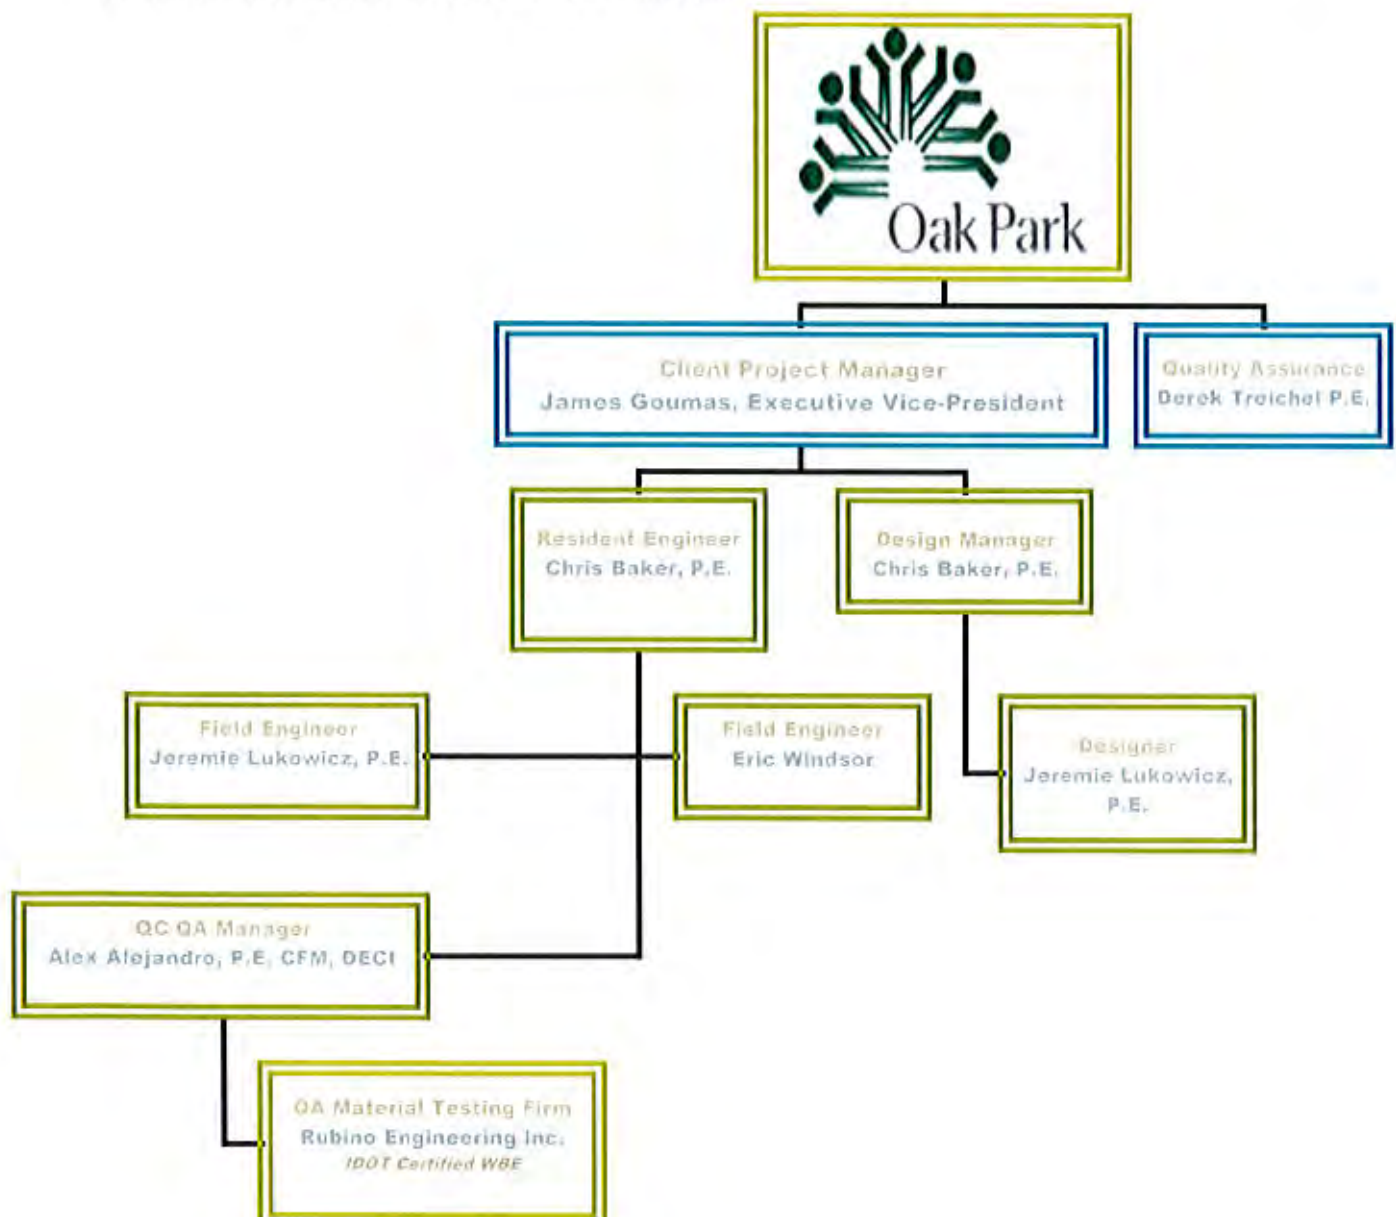 Oak Park
Client Project Manager
James Goumas, Executive Vice-President
Quality Assurance
Derek Treichel P.E.
Resident Engineer
Chris Baker, P.E.
Design Manager
Chris Baker, P.E.
Field Engineer
Jeremie Lukowicz, P.E.
Field Engineer
Eric Windsor
Designer
Jeremie Lukowicz,
P.E.
QC QA Manager
Alex Alejandro, P.E, CFM, DECI
QA Material Testing Firm
Rubino Engineering Inc.
IDOT Certified WBE